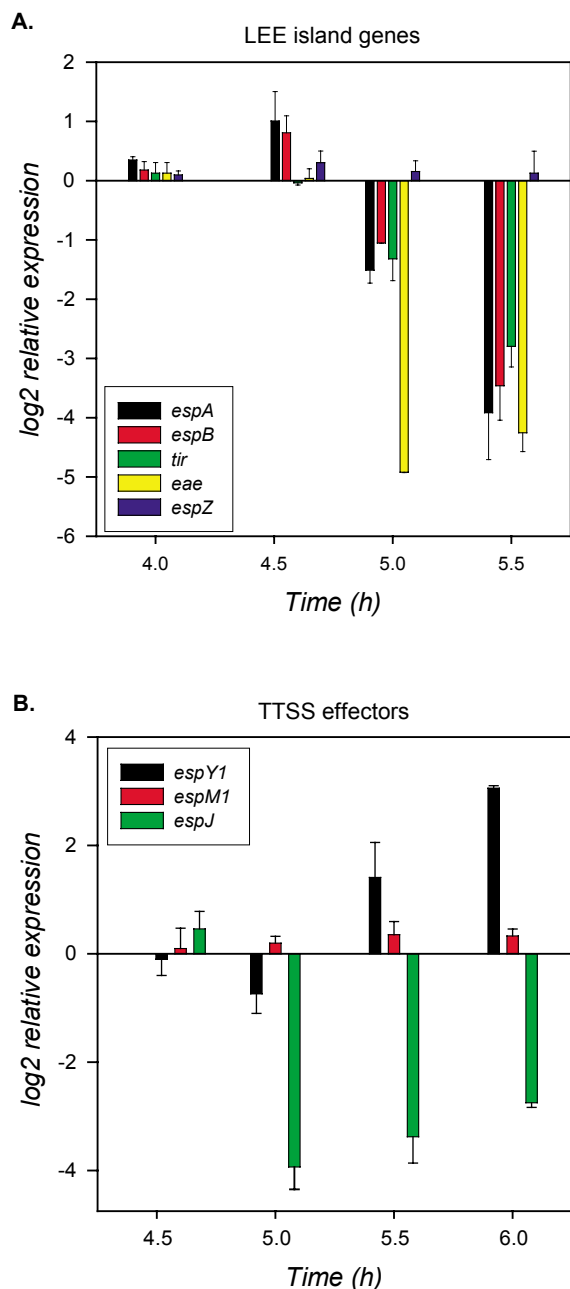 A.
LEE island genes
2
1
0
-1
-2
-3
-4
-5
-6
log2 relative expression
espA
espB
tir
eae
espZ
4.0 4.5 5.0 5.5
Time (h)
B.
TTSS effectors
4
2
0
-2
-4
log2 relative expression
espY1
espM1
espJ
4.5 5.0 5.5 6.0
Time (h)